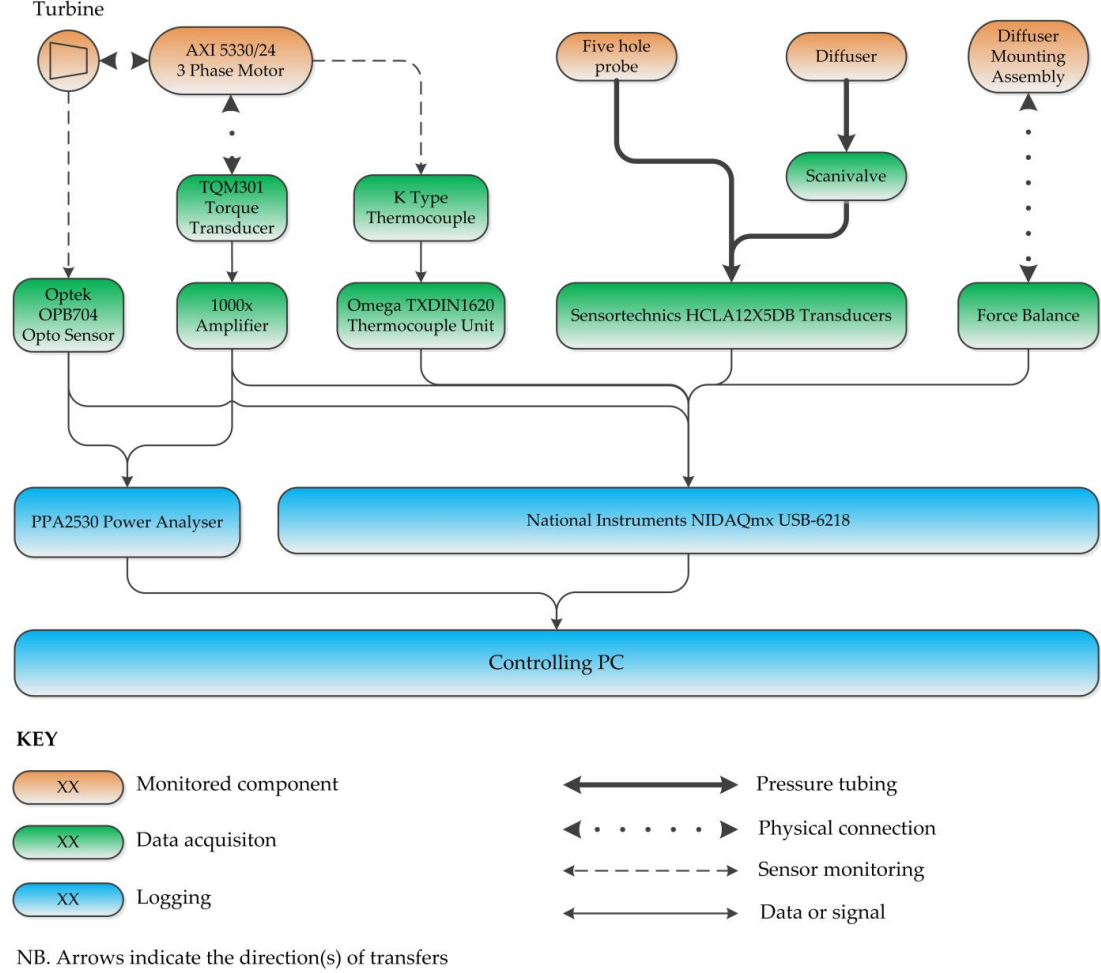 Turbine
AXI 5330/24
3 Phase Motor
Five hole
probe
Diffuser
Diffuser
Mounting
Assembly
TQM301
Torque
Transducer
K Type
Thermocouple
Scanivalve
Optek
OPB704
Opto Sensor
1000x
Amplifier
Omega TXDIN1620
Thermocouple Unit
Sensortechnics HCLA12X5DB Transducers
Force Balance
PPA2530 Power Analyser
National Instruments NIDAQmx USB-6218
Controlling PC
KEY
XX Monitored component
XX Data acquisiton
XX Logging
Pressure tubing
Physical connection
Sensor monitoring
Data or signal
NB. Arrows indicate the direction(s) of transfers